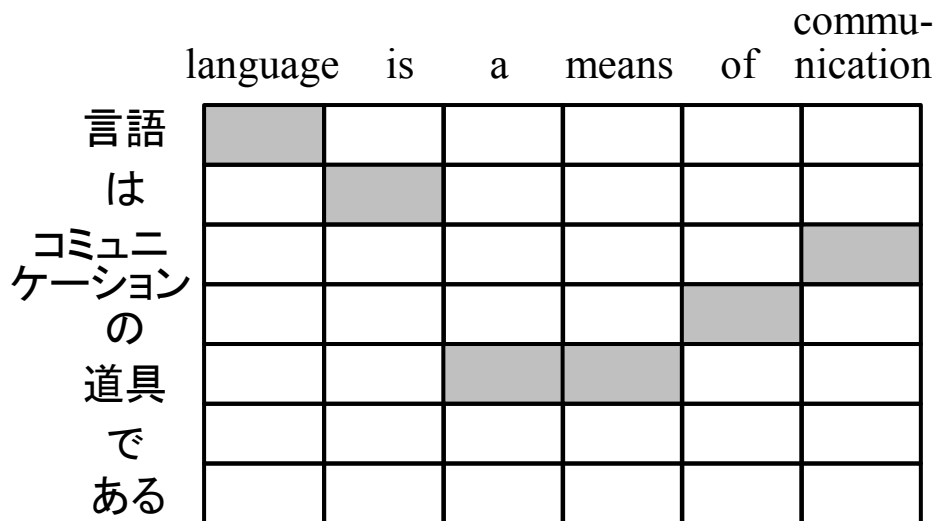 commu-
language is a means of nication
言語
は
コミュニ
ケーション
の
道具
で
ある